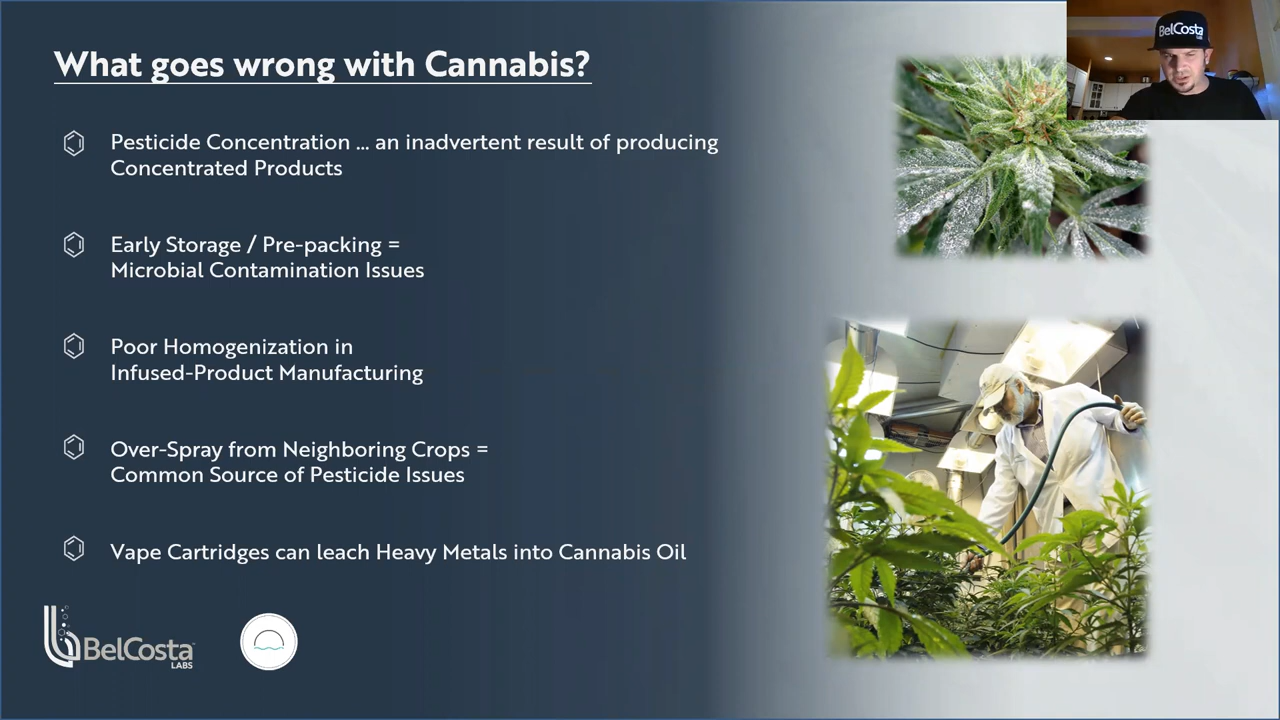 What goes wrong with Cannabis?
Pesticide Concentration ... an inadvertent result of producing
Concentrated Products
Early Storage / Pre-packing =
Microbial Contamination Issues
Poor Homogenization in
Infused-Product Manufacturing
Over-Spray from Neighboring Crops =
Common Source of Pesticide Issues
Vape Cartridges can leach Heavy Metals into Cannabis Oil
BelCosta
LABS
BelCosta
LABS